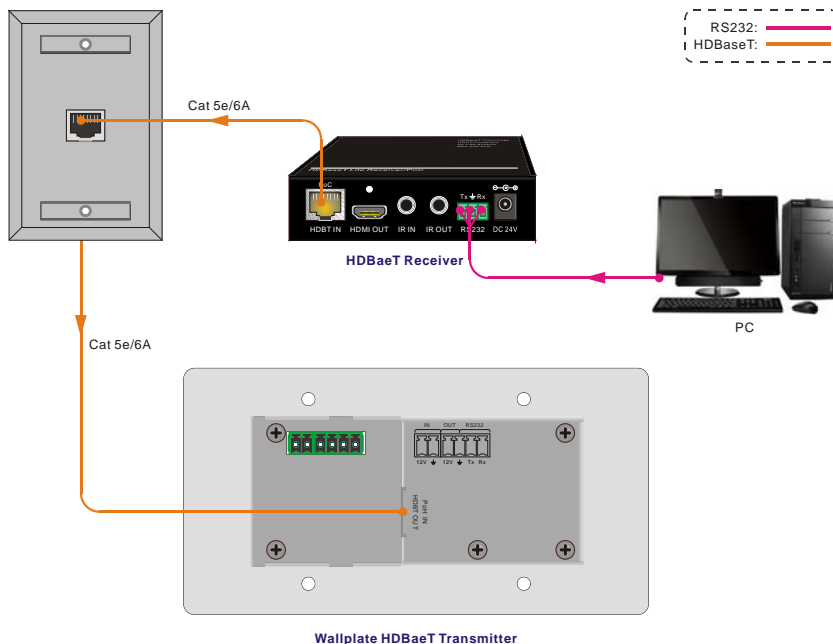 RS232:
HDBaseT:
Cat 5e/6A
PoC
Tx Rx
HDBT IN HDMI OUT IR IN IR OUT RS232 DC 24V
HDBaeT Receiver
PC
Cat 5e/6A
IN OUT RS232
12V 12V Tx Rx
PoH IN
HDBT OUT
Wallplate HDBaeT Transmitter